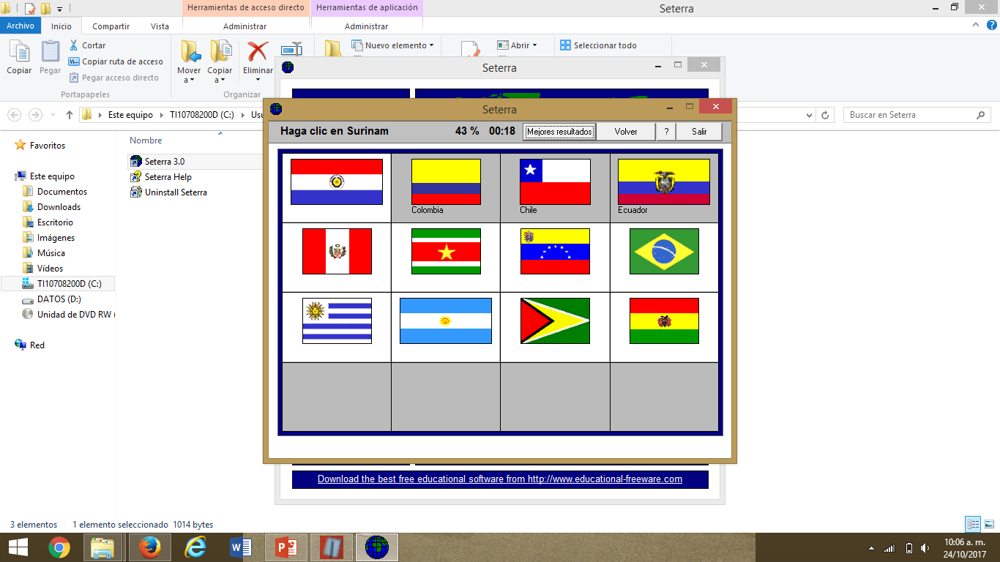 Herramientas de acceso directo
Herramientas de aplicación
Seterra
Archivo
Inicio
Compartir
Vista
Administrar
Administrar
Copiar
Pegar
Cortar
Copiar ruta de acceso
Pegar acceso directo
Portapapeles
Mover a
Copiar a
Eliminar
Organizar
Nuevo elemento
Abrir
Seleccionar todo
Seterra
Este equipo
TI10708200D (C:)
Usu
Buscar en Seterra
Favoritos
Este equipo
Documentos
Downloads
Escritorio
Imágenes
Música
Vídeos
TI10708200D (C:)
DATOS (D:)
Unidad de DVD RW (
Red
Nombre
Seterra 3.0
Seterra Help
Uninstall Seterra
Seterra
Haga clic en Surinam
43 %
00:18
Mejores resultados
Volver
?
Salir
Colombia
Chile
Ecuador
Download the best free educational software from http://www.educational-freeware.com
3 elementos
1 elemento seleccionado
1014 bytes
10:06 a. m.
24/10/2017